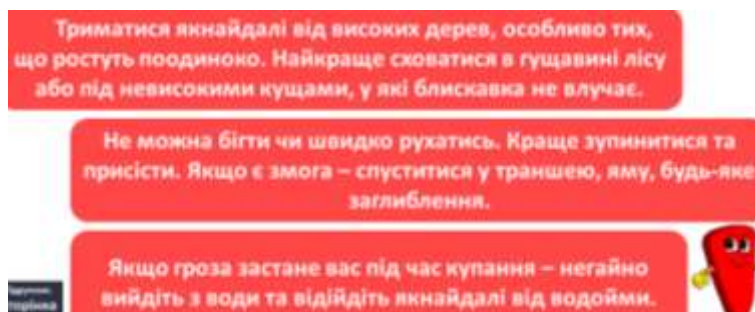 Триматися якнайдалі від високих дерев, особливо тих,
що ростуть поодиноко. Найкраще сховатися в гущавині лісу
або під невисокими кущами, у які блискавка не влучає.
Не можна бігти чи швидко рухатись. Краще зупинитися та
присісти. Якщо є змога – спуститися у траншею, яму, будь-яке
заглиблення.
Якщо гроза застане вас під час купання – негайно
вийдіть з води та відійдіть якнайдалі від водойми.